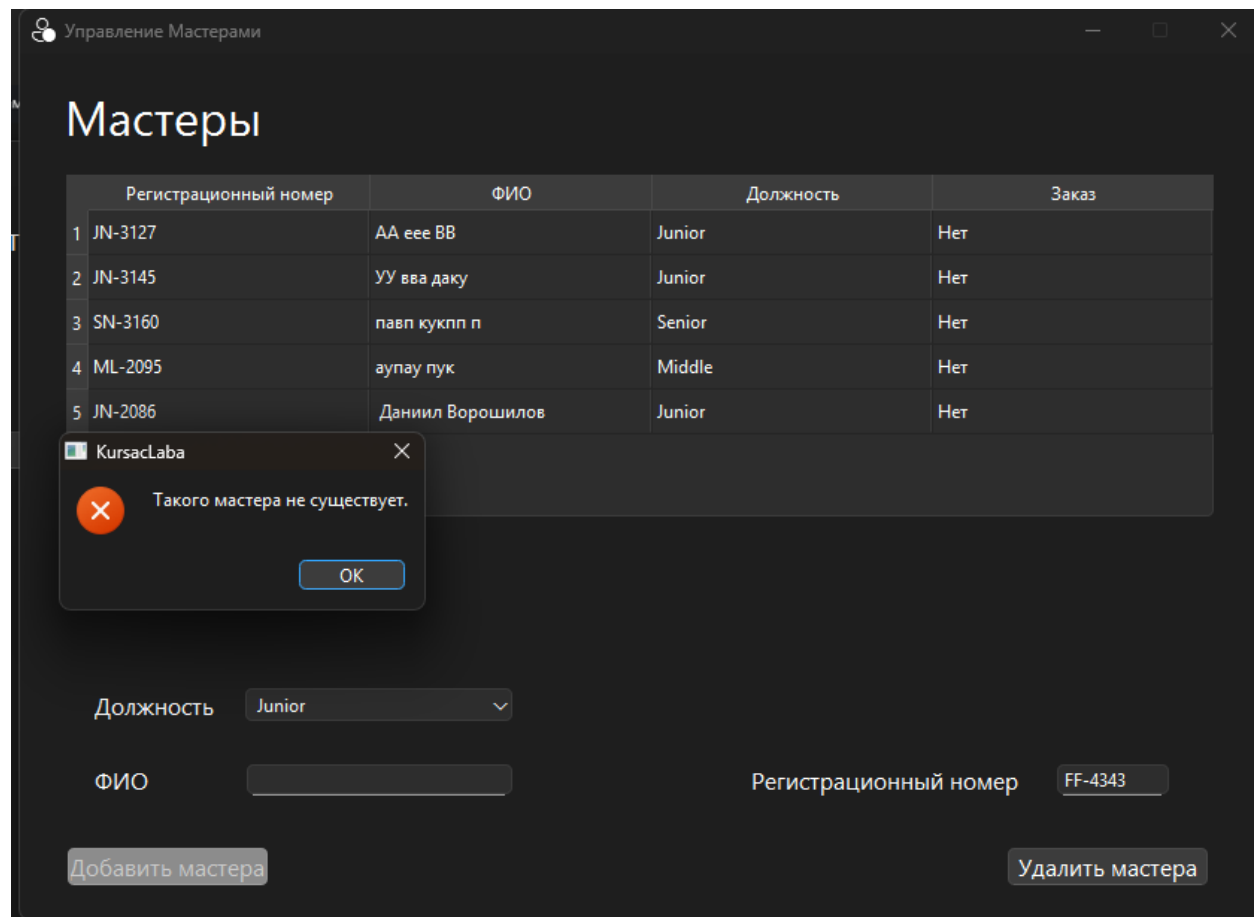 Управление Мастерами
Мастеры
Регистрационный номер ФИО Должность Заказ
1 JN-3127 АА еее ВВ Junior Нет
2 JN-3145 УУ вва даку Junior Нет
3 SN-3160 павп кукпп п Senior Нет
4 ML-2095 аупау пук Middle Нет
5 JN-2086 Даниил Ворошилов Junior Нет
KursacLaba
Такого мастера не существует.
OK
Должность Junior
ФИО
Регистрационный номер FF-4343
Добавить мастера
Удалить мастера